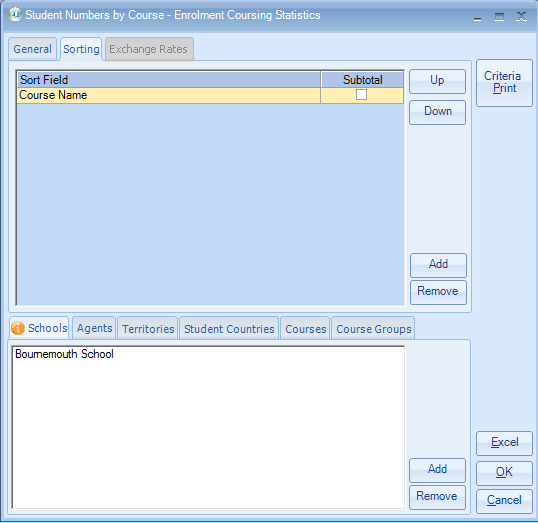 Student Numbers by Course - Enrolment Coursing Statistics
General Sorting Exchange Rates
Sort Field Subtotal
Course Name
Up
Down
Add
Remove
Criteria
Print
Schools Agents Territories Student Countries Courses Course Groups
Bournemouth School
Add
Remove
Excel
OK
Cancel